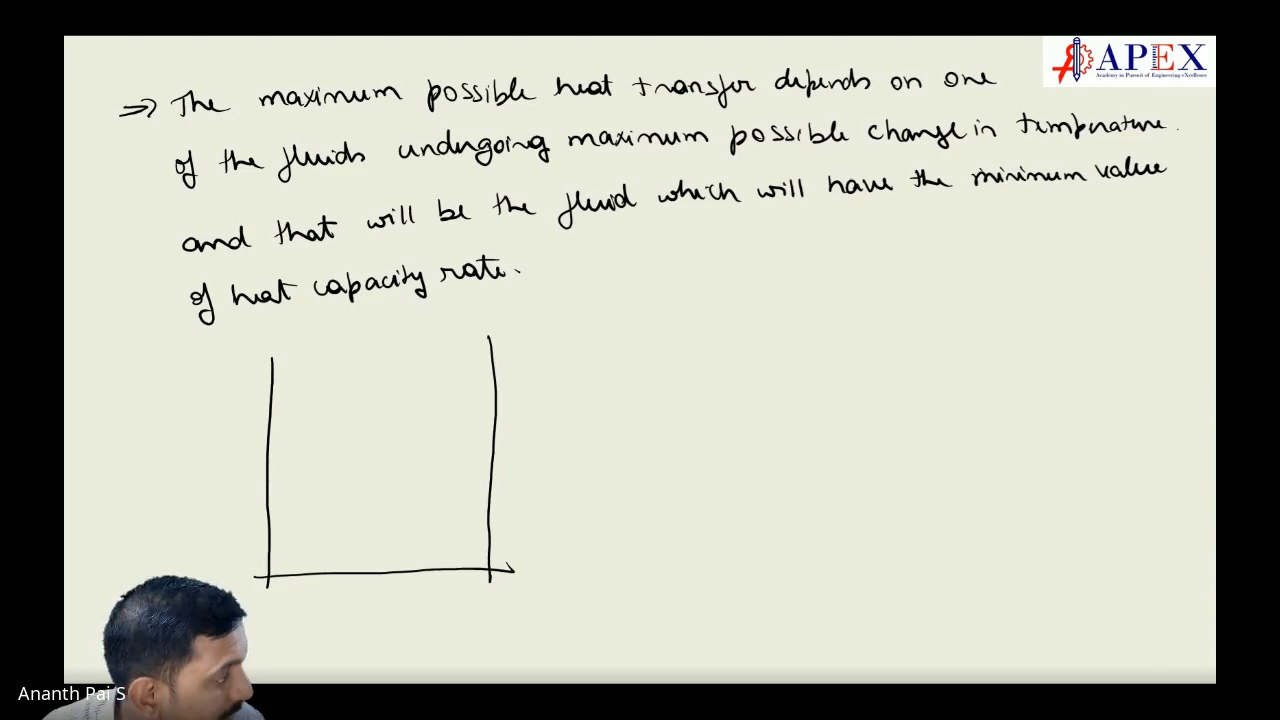 APEX
Academy in Pursuit of Engineering eXcellence
=> The maximum possible heat transfer depends on one
of the fluids undergoing maximum possible change in temperature.
and that will be the fluid which will have the minimum value
of heat capacity rate.
Ananth Pai S